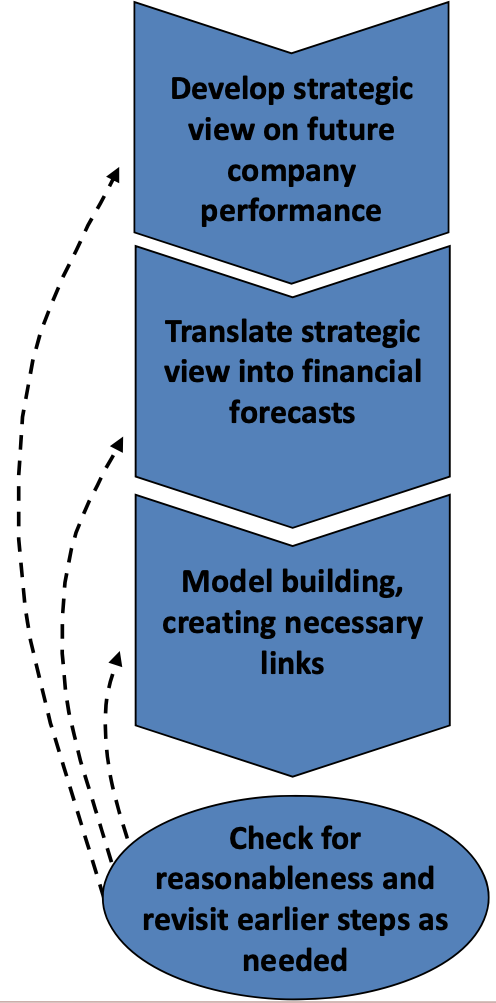 Develop strategic
view on future
company
performance
Translate strategic
view into financial
forecasts
Model building,
creating necessary
links
Check for
reasonableness and
revisit earlier steps as
needed